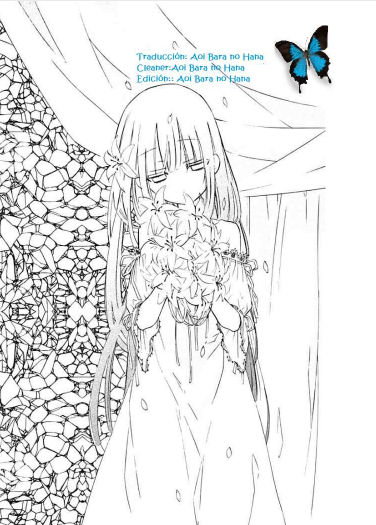 Traducción: Aoi Bara no Hana
Cleaner:Aoi Bara no Hana
Edición:: Aoi Bara no Hana